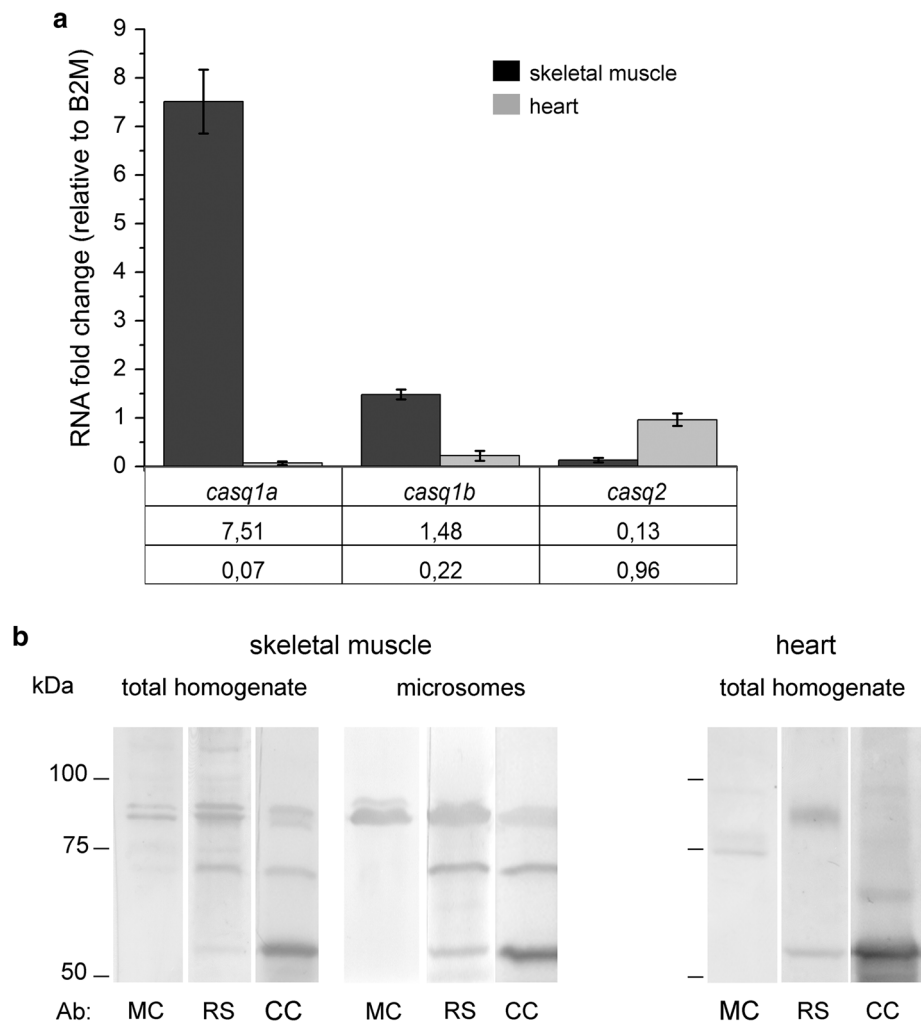 a
RNA fold change (relative to B2M)
9
8
7
6
5
4
3
2
1
0
skeletal muscle
heart
casq1a casq1b casq2
7,51 1,48 0,13
0,07 0,22 0,96
b
skeletal muscle heart
kDa total homogenate microsomes total homogenate
100
75
50
Ab: MC RS CC MC RS CC MC RS CC